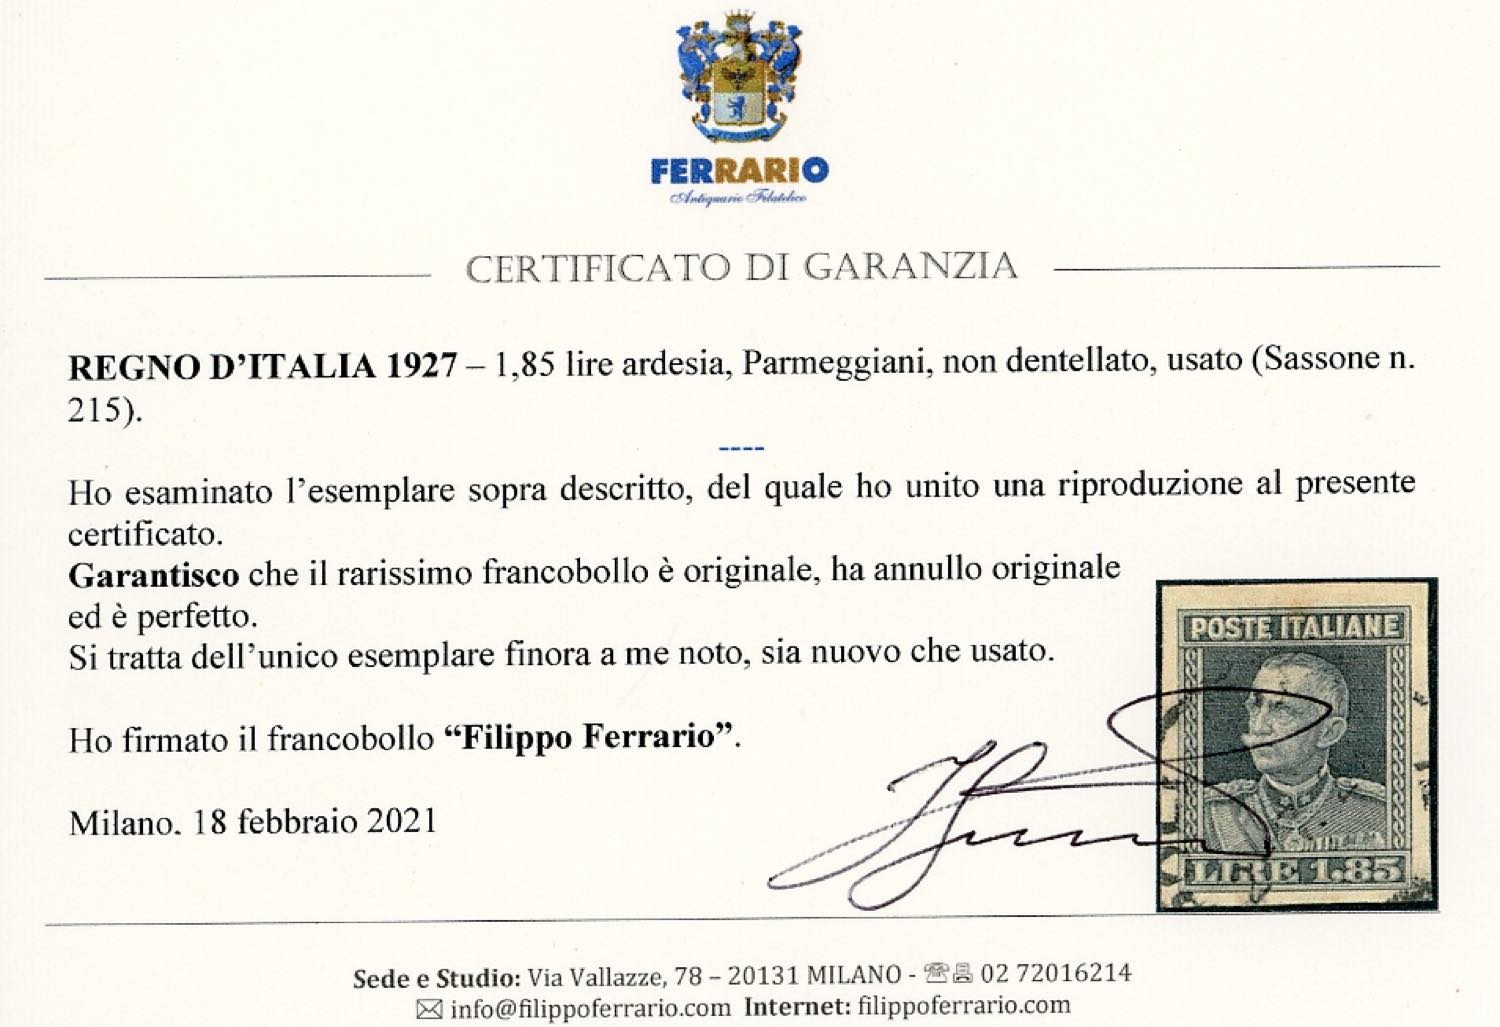 FERRARIO
Antiquario Filatelico
CERTIFICATO DI GARANZIA
REGNO D’ITALIA 1927 – 1,85 lire ardesia, Parmeggiani, non dentellato, usato (Sassone n.
215).
----
Ho esaminato l’esemplare sopra descritto, del quale ho unito una riproduzione al presente
certificato.
Garantisco che il rarissimo francobollo è originale, ha annullo originale
ed è perfetto.
Si tratta dell’unico esemplare finora a me noto, sia nuovo che usato.
Ho firmato il francobollo “Filippo Ferrario”.
Milano. 18 febbraio 2021
POSTE ITALIANE
LIRE 1.85
Sede e Studio: Via Vallazze, 78 – 20131 MILANO - 02 72016214
info@filippoferrario.com Internet: filippoferrario.com